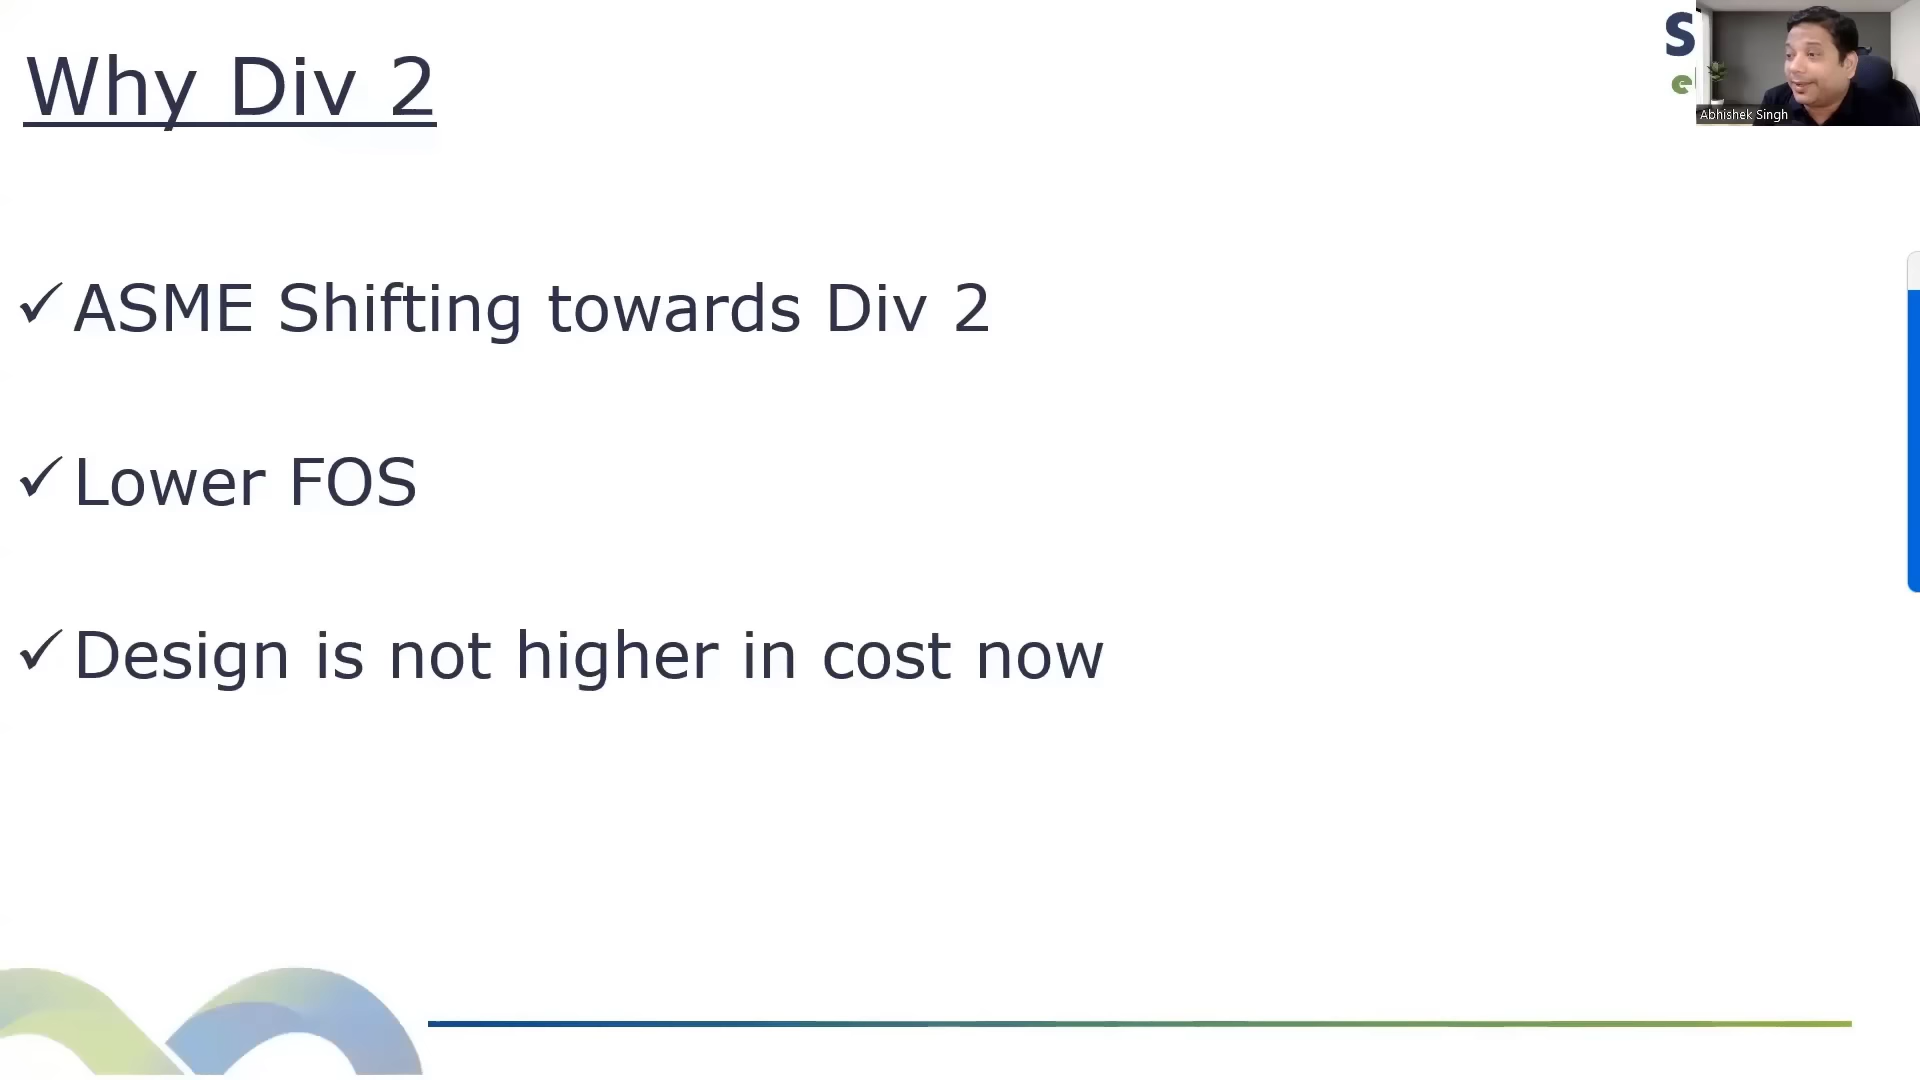 Why Div 2
Abhishek Singh
✓ ASME Shifting towards Div 2
✓ Lower FOS
✓ Design is not higher in cost now